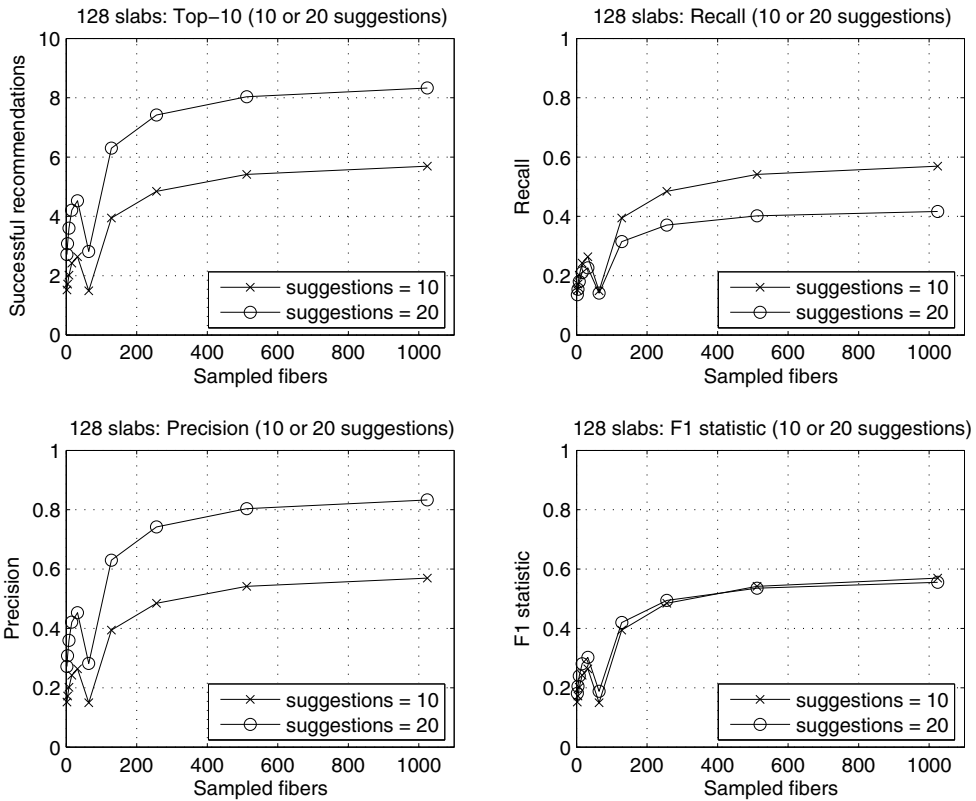 128 slabs: Top-10 (10 or 20 suggestions)
Successful recommendations
10
8
6
4
2
0
0 200 400 600 800 1000
Sampled fibers
suggestions = 10
suggestions = 20
128 slabs: Recall (10 or 20 suggestions)
Recall
1
0.8
0.6
0.4
0.2
0
0 200 400 600 800 1000
Sampled fibers
suggestions = 10
suggestions = 20
128 slabs: Precision (10 or 20 suggestions)
Precision
1
0.8
0.6
0.4
0.2
0
0 200 400 600 800 1000
Sampled fibers
suggestions = 10
suggestions = 20
128 slabs: F1 statistic (10 or 20 suggestions)
F1 statistic
1
0.8
0.6
0.4
0.2
0
0 200 400 600 800 1000
Sampled fibers
suggestions = 10
suggestions = 20